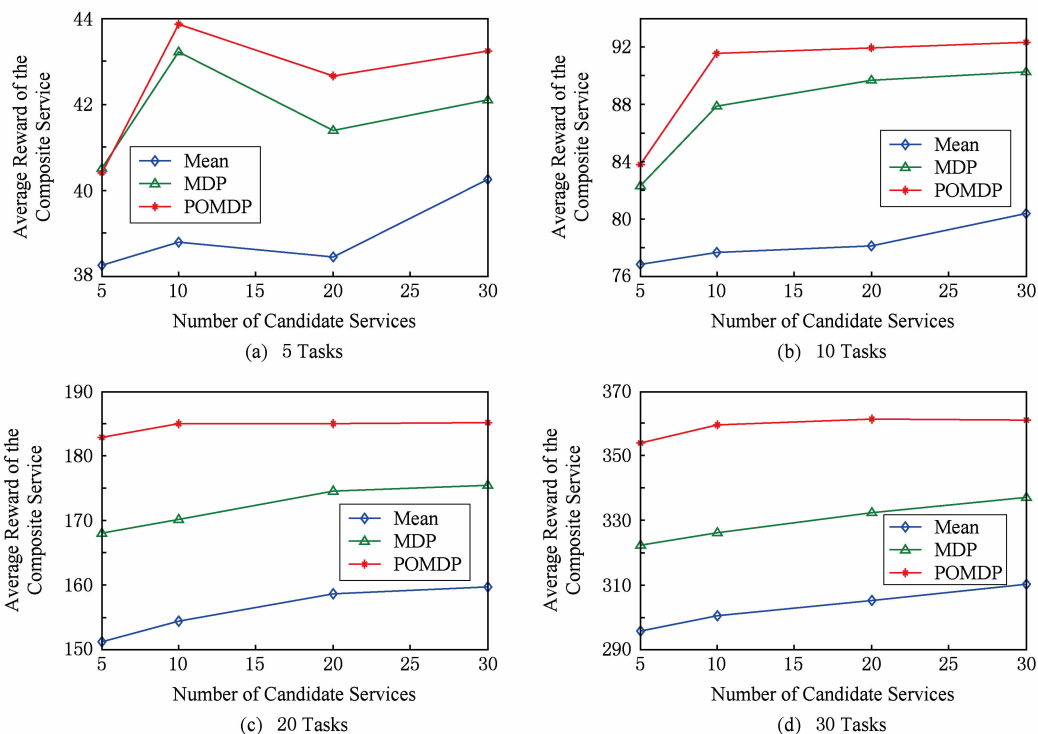 44
42
40
38
Average Reward of the
Composite Service
Mean
MDP
POMDP
5 10 15 20 25 30
Number of Candidate Services
(a) 5 Tasks
92
88
84
80
76
Average Reward of the
Composite Service
Mean
MDP
POMDP
5 10 15 20 25 30
Number of Candidate Services
(b) 10 Tasks
190
180
170
160
150
Average Reward of the
Composite Service
Mean
MDP
POMDP
5 10 15 20 25 30
Number of Candidate Services
(c) 20 Tasks
370
350
330
310
290
Average Reward of the
Composite Service
Mean
MDP
POMDP
5 10 15 20 25 30
Number of Candidate Services
(d) 30 Tasks